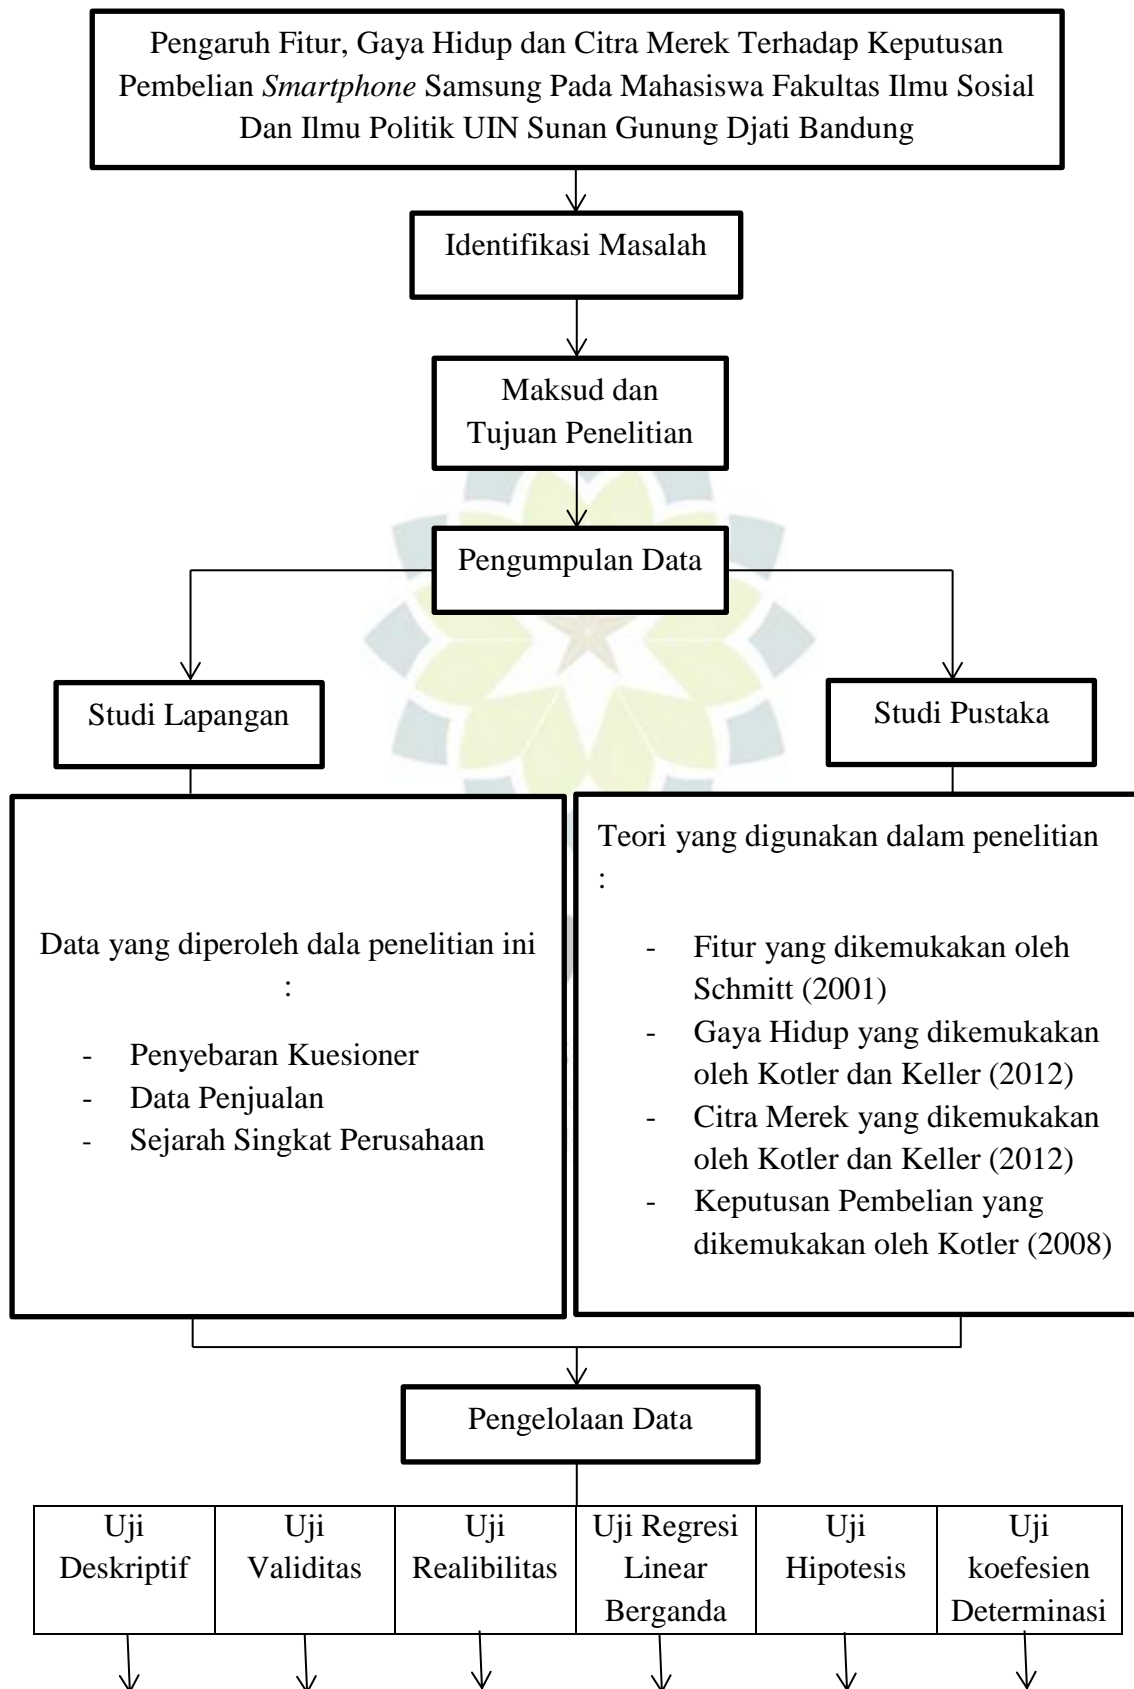 Pengaruh Fitur, Gaya Hidup dan Citra Merek Terhadap Keputusan
Pembelian Smartphone Samsung Pada Mahasiswa Fakultas Ilmu Sosial
Dan Ilmu Politik UIN Sunan Gunung Djati Bandung
Identifikasi Masalah
Maksud dan
Tujuan Penelitian
Pengumpulan Data
Studi Lapangan
Studi Pustaka
Data yang diperoleh dala penelitian ini
:
- Penyebaran Kuesioner
- Data Penjualan
- Sejarah Singkat Perusahaan
Teori yang digunakan dalam penelitian
:
- Fitur yang dikemukakan oleh
Schmitt (2001)
- Gaya Hidup yang dikemukakan
oleh Kotler dan Keller (2012)
- Citra Merek yang dikemukakan
oleh Kotler dan Keller (2012)
- Keputusan Pembelian yang
dikemukakan oleh Kotler (2008)
Pengelolaan Data
Uji
Deskriptif
Uji
Validitas
Uji
Realibilitas
Uji Regresi
Linear
Berganda
Uji
Hipotesis
Uji
koefesien
Determinasi